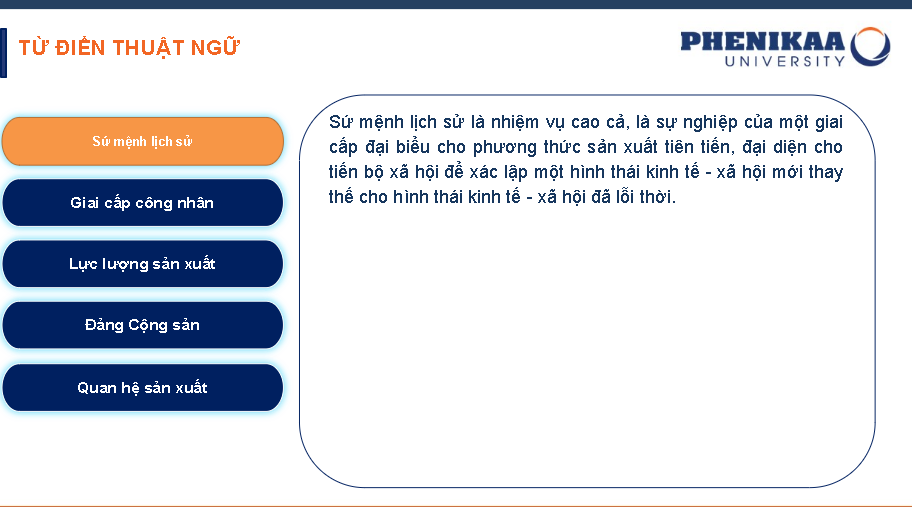 TỪ ĐIỂN THUẬT NGỮ
PHENIKAA
UNIVERSITY
Sứ mệnh lịch sử
Giai cấp công nhân
Lực lượng sản xuất
Đảng Cộng sản
Quan hệ sản xuất
Sứ mệnh lịch sử là nhiệm vụ cao cả, là sự nghiệp của một giai
cấp đại biểu cho phương thức sản xuất tiên tiến, đại diện cho
tiến bộ xã hội để xác lập một hình thái kinh tế - xã hội mới thay
thế cho hình thái kinh tế - xã hội đã lỗi thời.